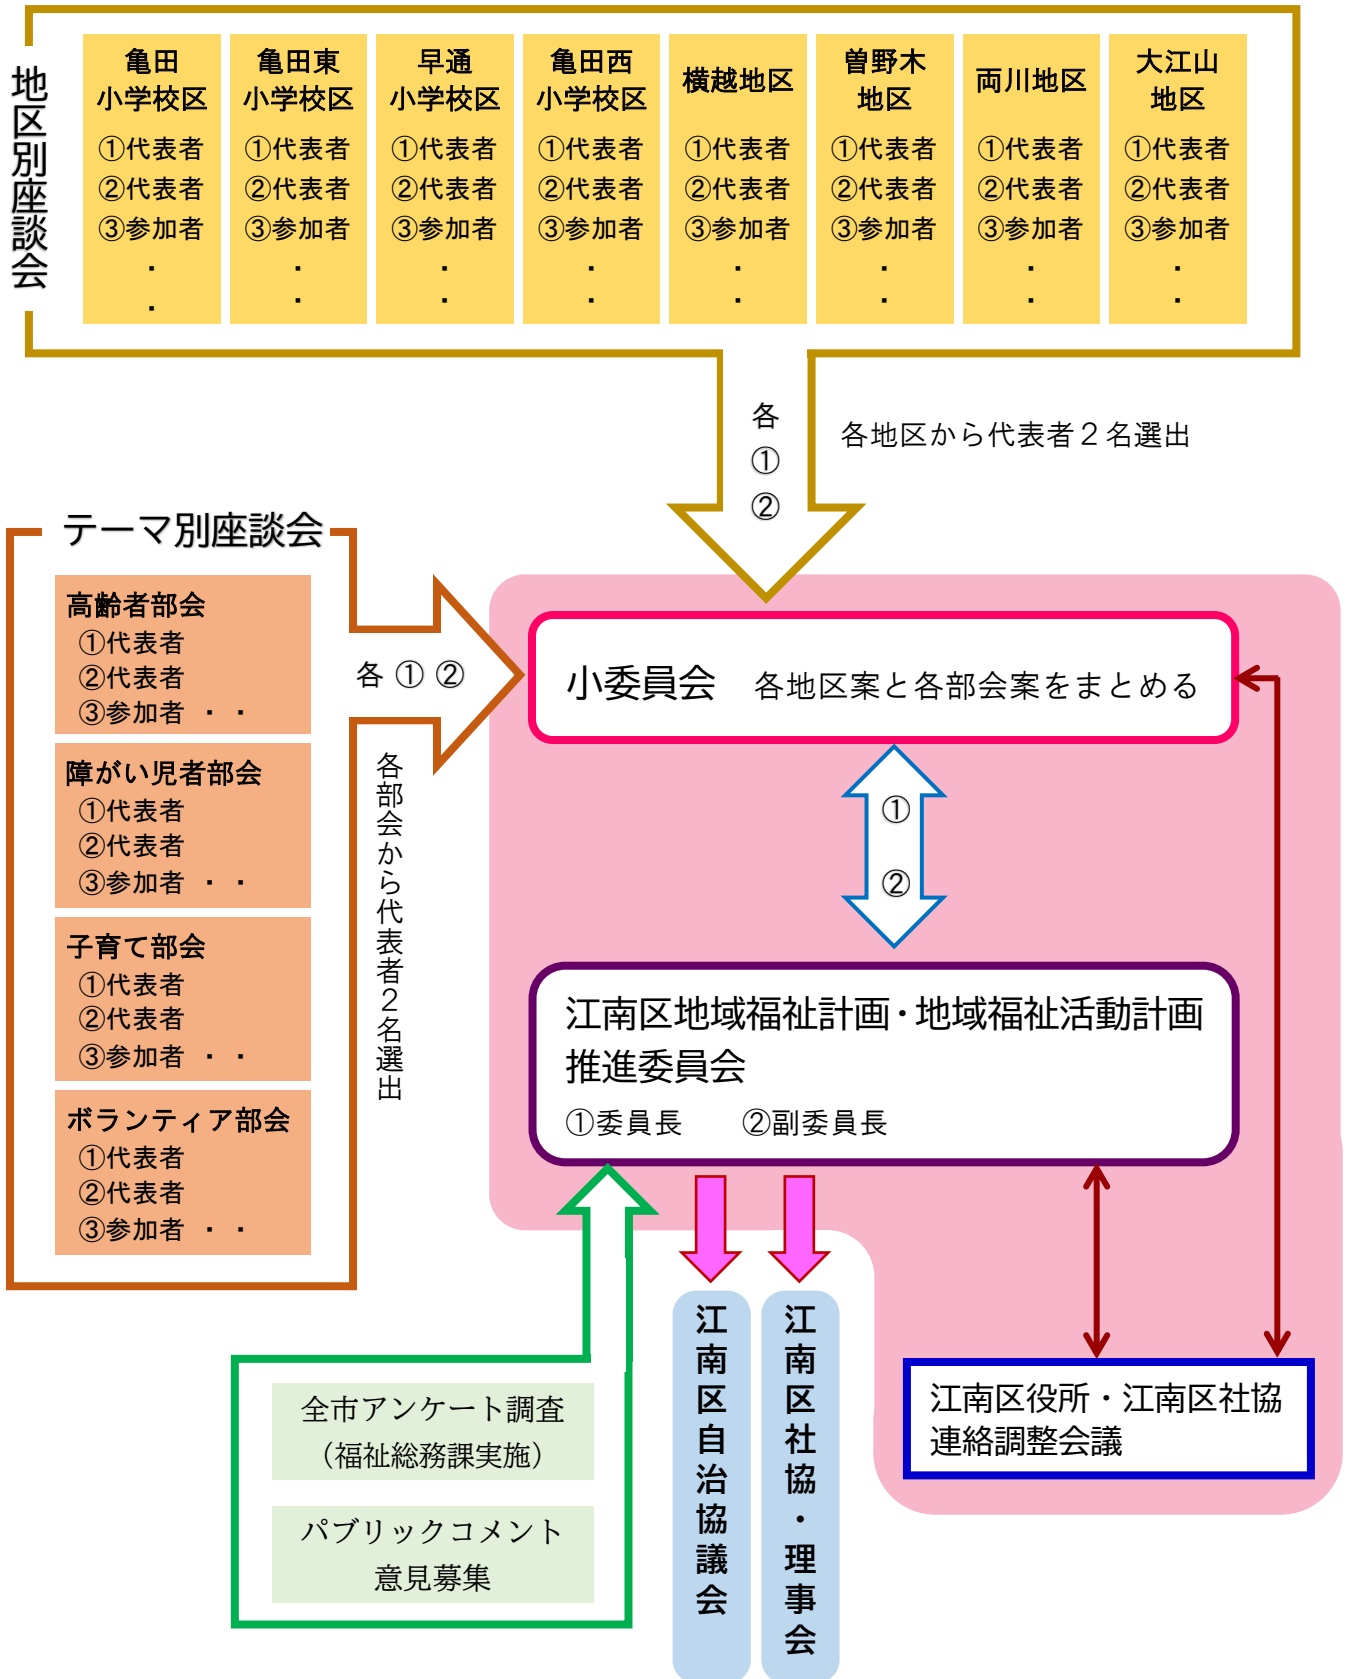 地区別座談会
亀田
小学校区
①代表者
②代表者
③参加者
・
・
亀田東
小学校区
①代表者
②代表者
③参加者
・
・
早通
小学校区
①代表者
②代表者
③参加者
・
・
亀田西
小学校区
①代表者
②代表者
③参加者
・
・
横越地区
①代表者
②代表者
③参加者
・
・
曽野木
地区
①代表者
②代表者
③参加者
・
・
両川地区
①代表者
②代表者
③参加者
・
・
大江山
地区
①代表者
②代表者
③参加者
・
・
各①②
各地区から代表者２名選出
テーマ別座談会
高齢者部会
①代表者
②代表者
③参加者 ・・
障がい児者部会
①代表者
②代表者
③参加者 ・・
子育て部会
①代表者
②代表者
③参加者 ・・
ボランティア部会
①代表者
②代表者
③参加者 ・・
各 ① ②
各部会から代表者２名選出
小委員会 各地区案と各部会案をまとめる
①
②
江南区地域福祉計画・地域福祉活動計画
推進委員会
①委員長 ②副委員長
全市アンケート調査
（福祉総務課実施）
パブリックコメント
意見募集
江南区自治協議会
江南区社協・理事会
江南区役所・江南区社協
連絡調整会議